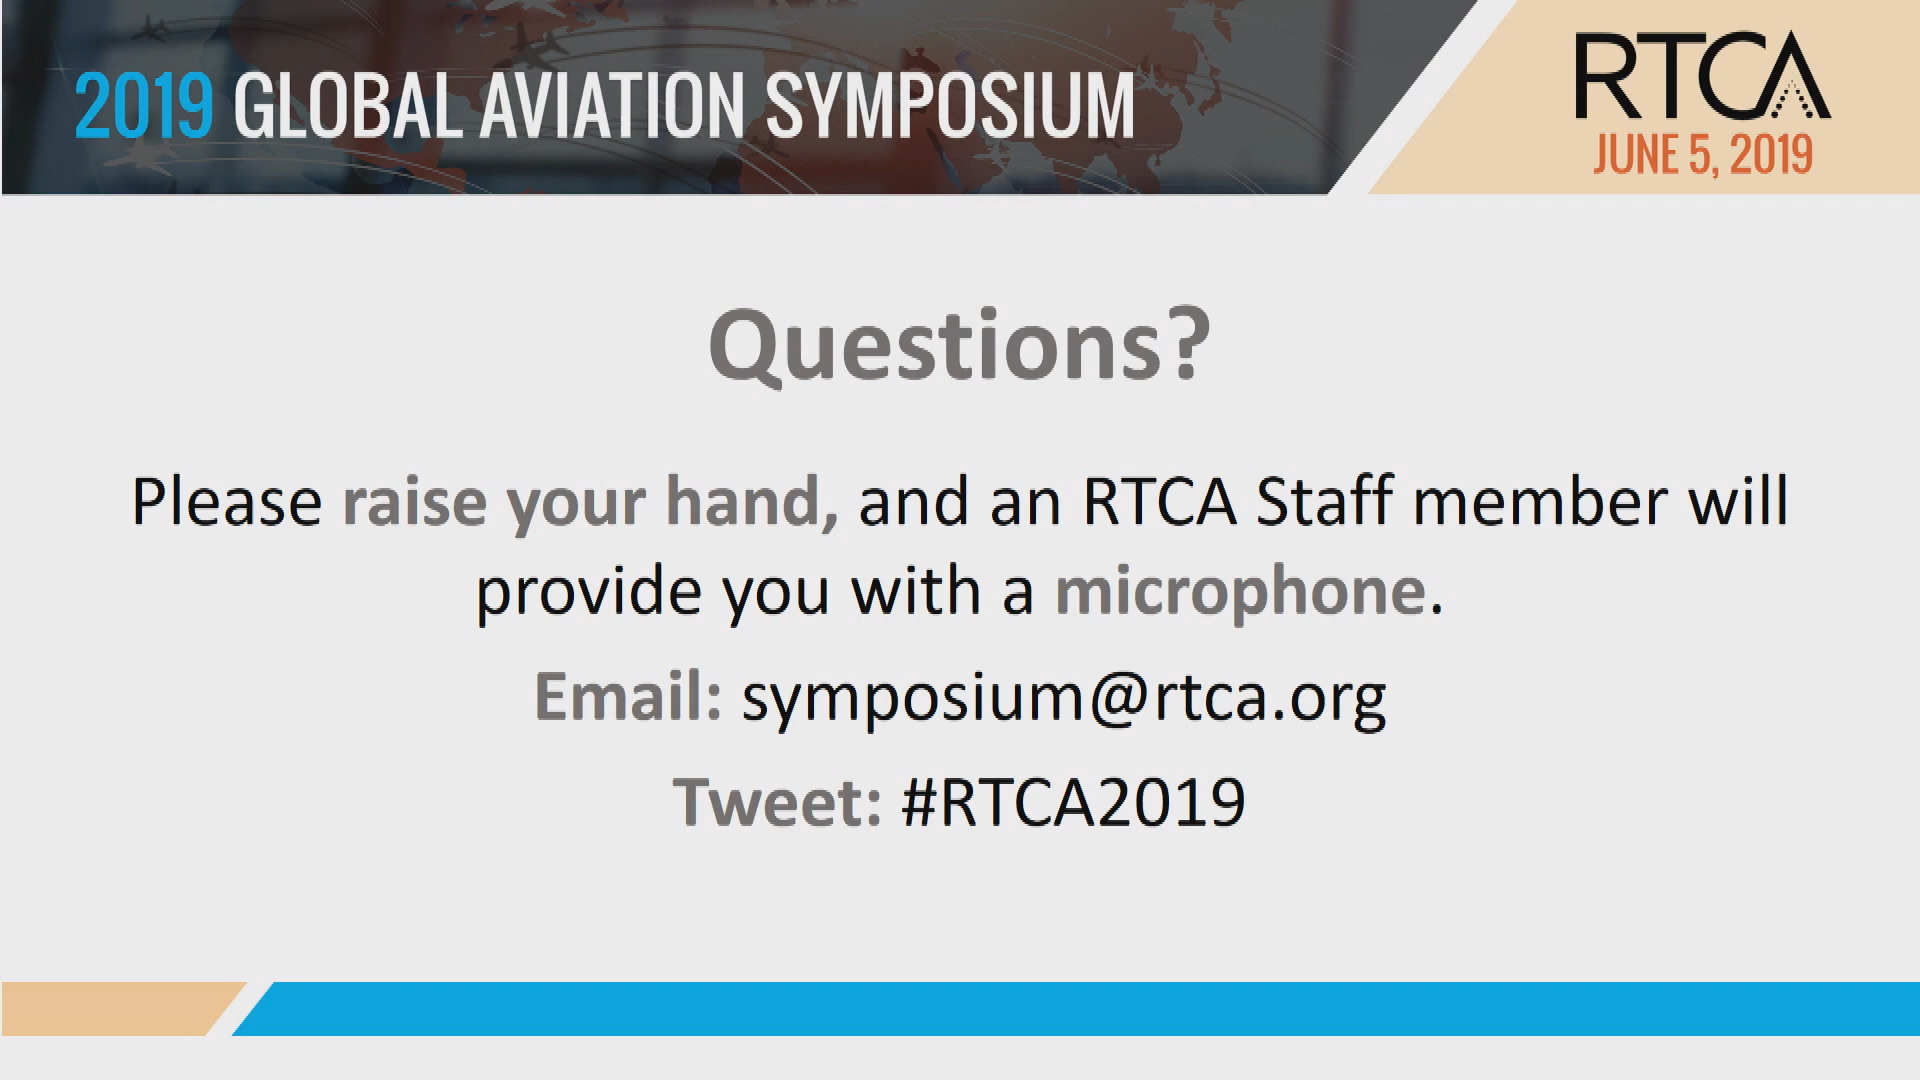 2019 GLOBAL AVIATION SYMPOSIUM
RTCA
JUNE 5, 2019
Questions?
Please raise your hand, and an RTCA Staff member will
provide you with a microphone.
Email: symposium@rtca.org
Tweet: #RTCA2019